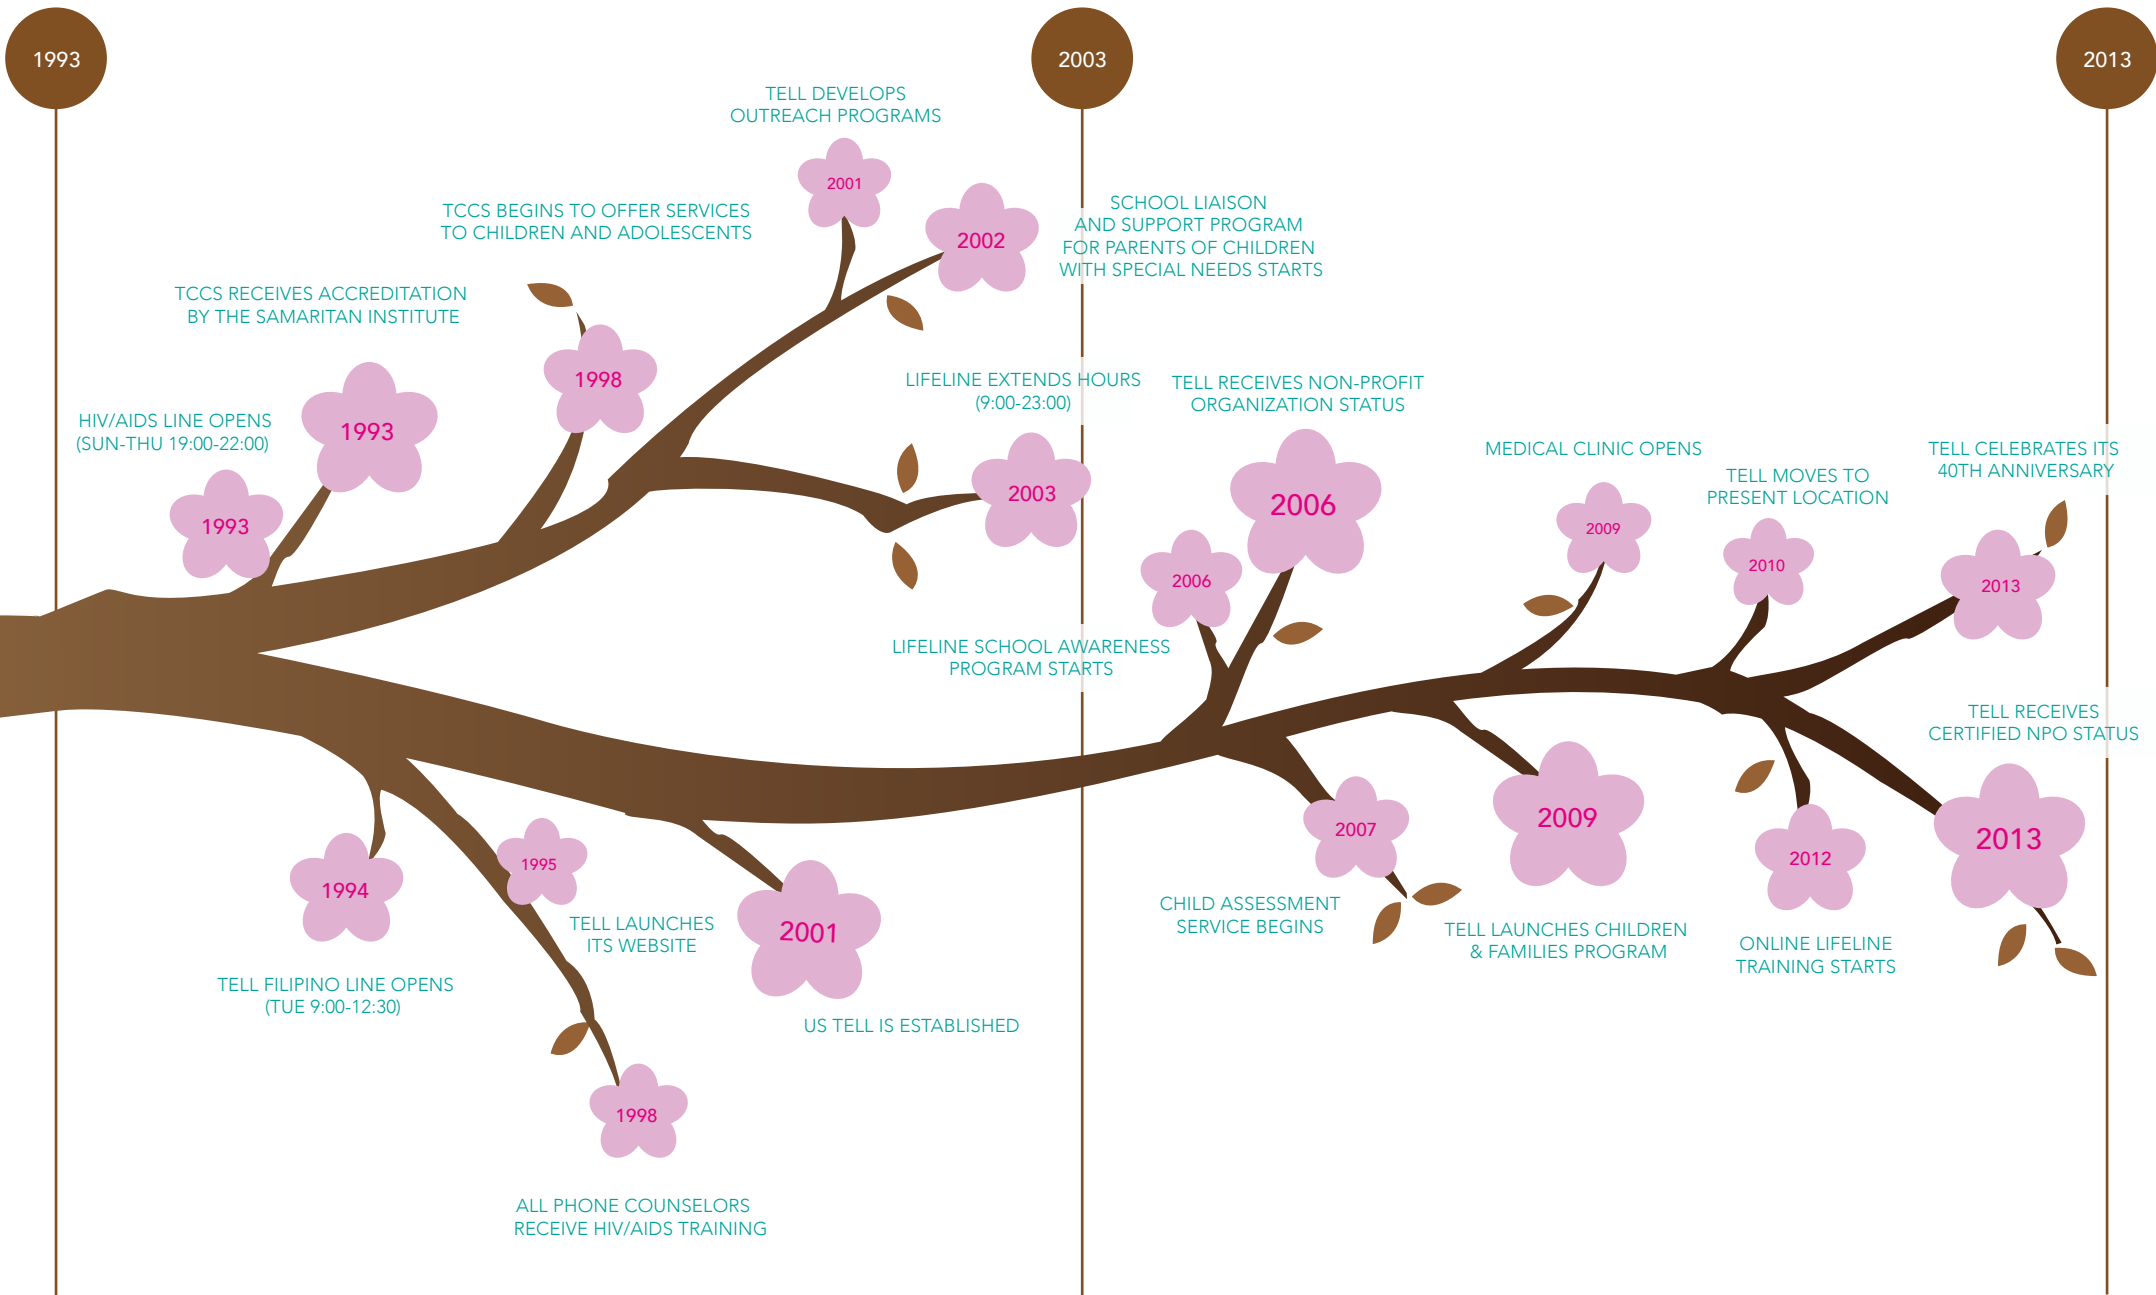 1993
2003
2013
TELL DEVELOPS
OUTREACH PROGRAMS
2001
TCCS BEGINS TO OFFER SERVICES
TO CHILDREN AND ADOLESCENTS
1998
2002
SCHOOL LIAISON
AND SUPPORT PROGRAM
FOR PARENTS OF CHILDREN
WITH SPECIAL NEEDS STARTS
TCCS RECEIVES ACCREDITATION
BY THE SAMARITAN INSTITUTE
1993
HIV/AIDS LINE OPENS
(SUN-THU 19:00-22:00)
1993
LIFELINE EXTENDS HOURS
(9:00-23:00)
2003
TELL RECEIVES NON-PROFIT
ORGANIZATION STATUS
2006
LIFELINE SCHOOL AWARENESS
PROGRAM STARTS
2006
MEDICAL CLINIC OPENS
2009
TELL MOVES TO
PRESENT LOCATION
2010
TELL CELEBRATES ITS
40TH ANNIVERSARY
2013
TELL RECEIVES
CERTIFIED NPO STATUS
2013
1994
TELL FILIPINO LINE OPENS
(TUE 9:00-12:30)
1995
TELL LAUNCHES
ITS WEBSITE
2001
US TELL IS ESTABLISHED
1998
ALL PHONE COUNSELORS
RECEIVE HIV/AIDS TRAINING
2007
CHILD ASSESSMENT
SERVICE BEGINS
2009
TELL LAUNCHES CHILDREN
& FAMILIES PROGRAM
2012
ONLINE LIFELINE
TRAINING STARTS